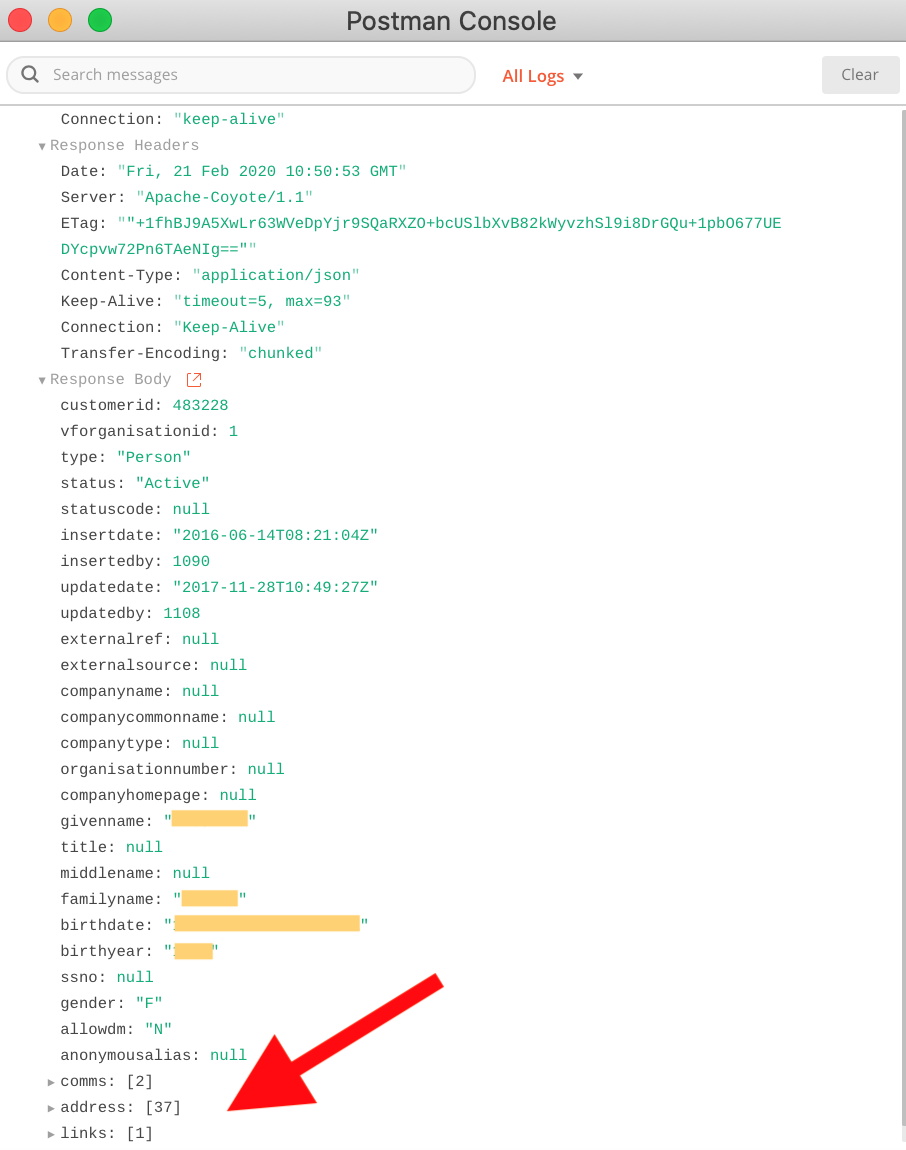 Postman Console
Search messages
All Logs
Clear
Connection: "keep-alive"
Response Headers
Date: "Fri, 21 Feb 2020 10:50:53 GMT"
Server: "Apache-Coyote/1.1"
ETag: ""+1fhBJ9A5XwLr63WVeDpYjr9SQaRXZO+bcUSlbXvB82kWyvzhSl9i8DrGQu+1pbO677UE
DYcpvw72Pn6TAeNIg==""
Content-Type: "application/json"
Keep-Alive: "timeout=5, max=93"
Connection: "Keep-Alive"
Transfer-Encoding: "chunked"
Response Body
customerid: 483228
vforganisationid: 1
type: "Person"
status: "Active"
statuscode: null
insertdate: "2016-06-14T08:21:04Z"
insertedby: 1090
updatedate: "2017-11-28T10:49:27Z"
updatedby: 1108
externalref: null
externalsource: null
companyname: null
companycommonname: null
companytype: null
organisationnumber: null
companyhomepage: null
givenname: ""
title: null
middlename: null
familyname: ""
birthdate: ""
birthyear: ""
ssno: null
gender: "F"
allowdm: "N"
anonymousalias: null
comms: [2]
address: [37]
links: [1]